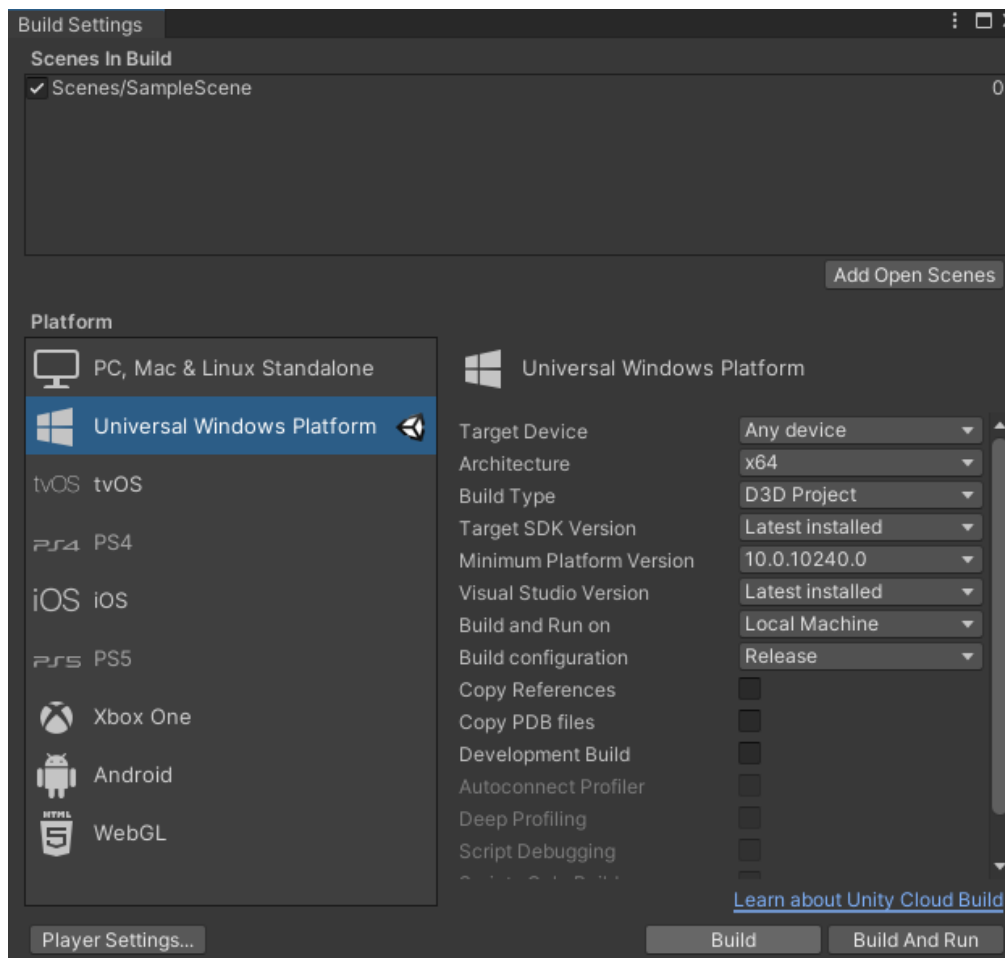 Build Settings
Scenes In Build
Scenes/SampleScene 0
Add Open Scenes
Platform
PC, Mac & Linux Standalone
Universal Windows Platform
tvOS tvOS
PS4 PS4
iOS iOS
PS5 PS5
Xbox One
Android
HTML 5 WebGL
Universal Windows Platform
Target Device Any device
Architecture x64
Build Type D3D Project
Target SDK Version Latest installed
Minimum Platform Version 10.0.10240.0
Visual Studio Version Latest installed
Build and Run on Local Machine
Build configuration Release
Copy References
Copy PDB files
Development Build
Autoconnect Profiler
Deep Profiling
Script Debugging
Learn about Unity Cloud Build
Player Settings...
Build
Build And Run